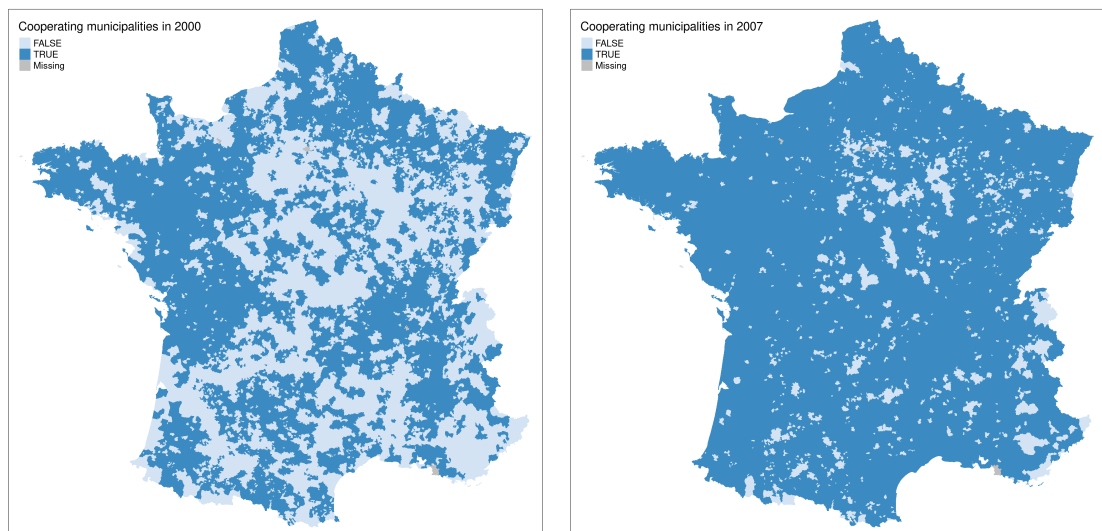 Cooperating municipalities in 2000
FALSE
TRUE
Missing
Cooperating municipalities in 2007
FALSE
TRUE
Missing